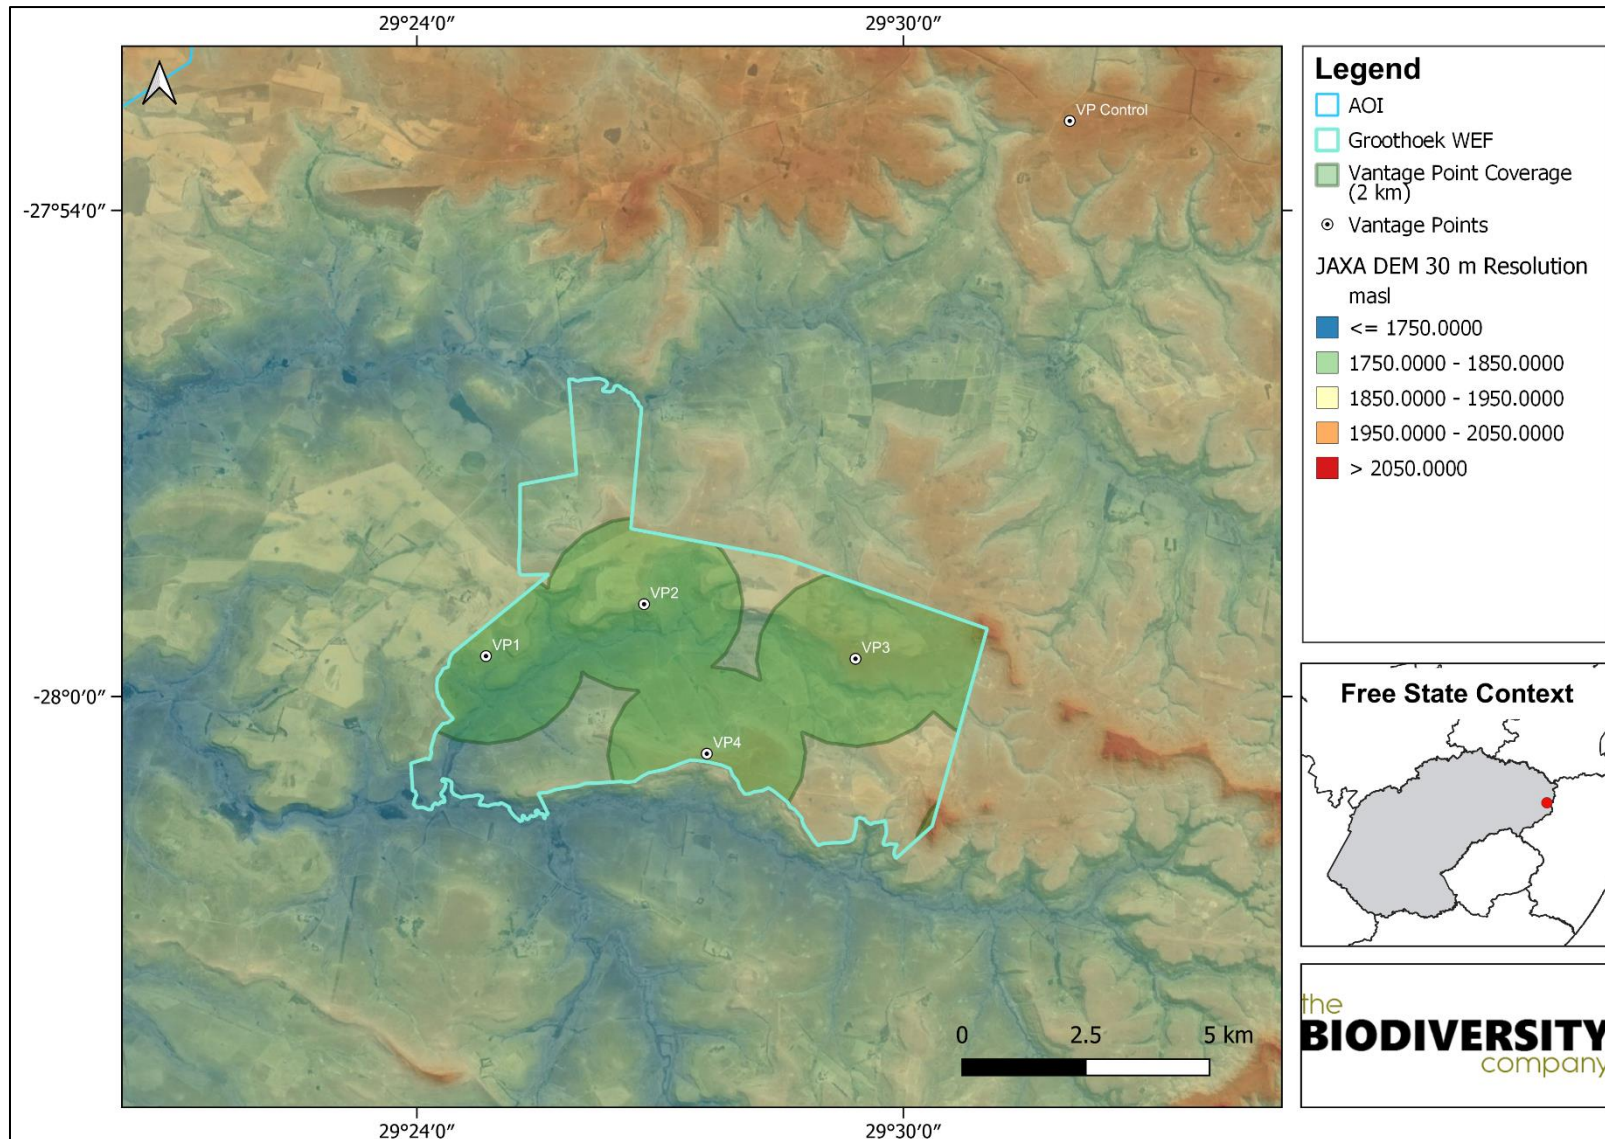 29°24′0″
29°30′0″
-27°54′0″
-28°0′0″
VP Control
VP2
VP1
VP3
VP4
0 2.5 5 km
29°24′0″
29°30′0″
Legend
AOI
Groothoek WEF
Vantage Point Coverage
(2 km)
Vantage Points
JAXA DEM 30 m Resolution
masl
<= 1750.0000
1750.0000 - 1850.0000
1850.0000 - 1950.0000
1950.0000 - 2050.0000
> 2050.0000
Free State Context
the
BIODIVERSITY
company